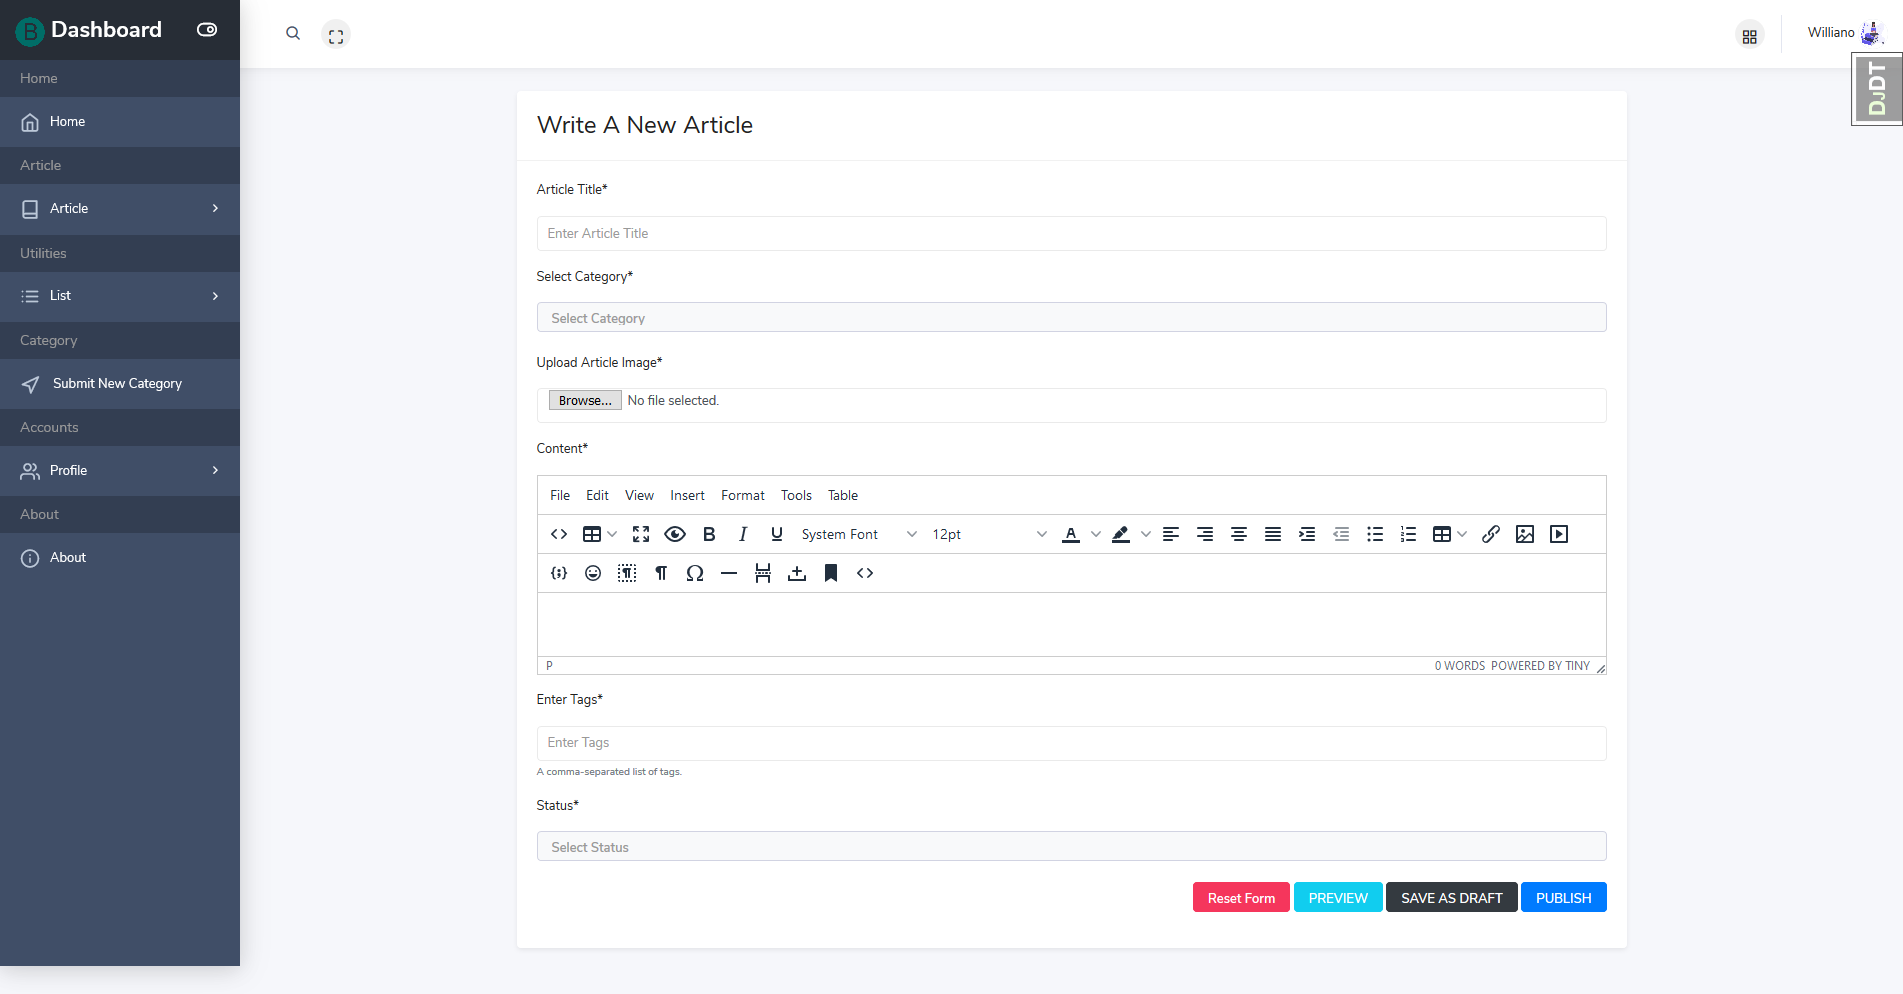 B Dashboard
Williano
DJDT
Home
Home
Article
Article
Utilities
List
Category
Submit New Category
Accounts
Profile
About
About
Write A New Article
Article Title*
Enter Article Title
Select Category*
Select Category
Upload Article Image*
Browse... No file selected.
Content*
File Edit View Insert Format Tools Table
B I U System Font 12pt A
P 0 WORDS POWERED BY TINY
Enter Tags*
Enter Tags
A comma-separated list of tags.
Status*
Select Status
Reset Form PREVIEW SAVE AS DRAFT PUBLISH